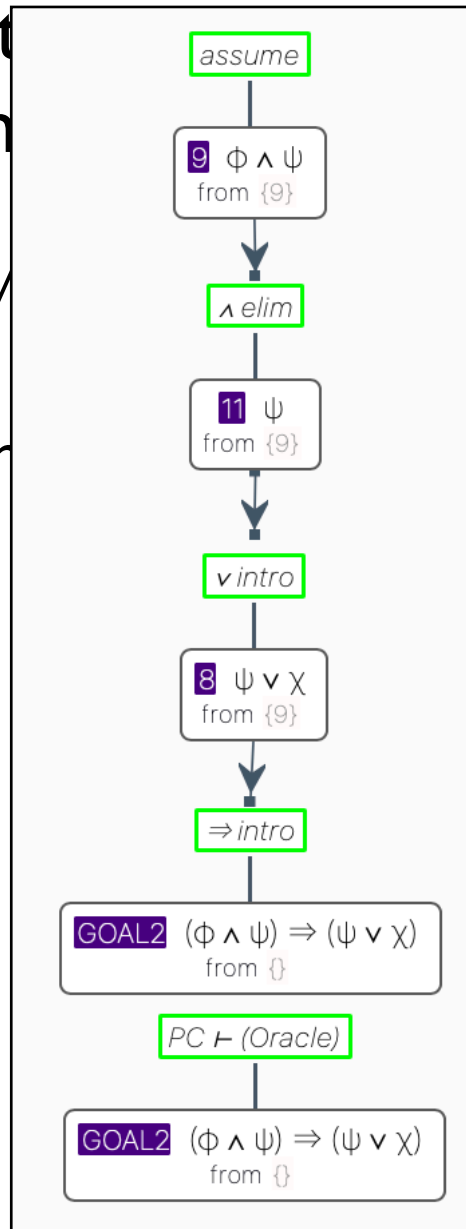 assume
9 Φ ∧ ψ
from {9}
∧ elim
11 ψ
from {9}
∨ intro
8 ψ ∨ χ
from {9}
⇒ intro
GOAL2 (Φ ∧ ψ) ⇒ (ψ ∨ χ)
from {}
PC ⊢ (Oracle)
GOAL2 (Φ ∧ ψ) ⇒ (ψ ∨ χ)
from {}